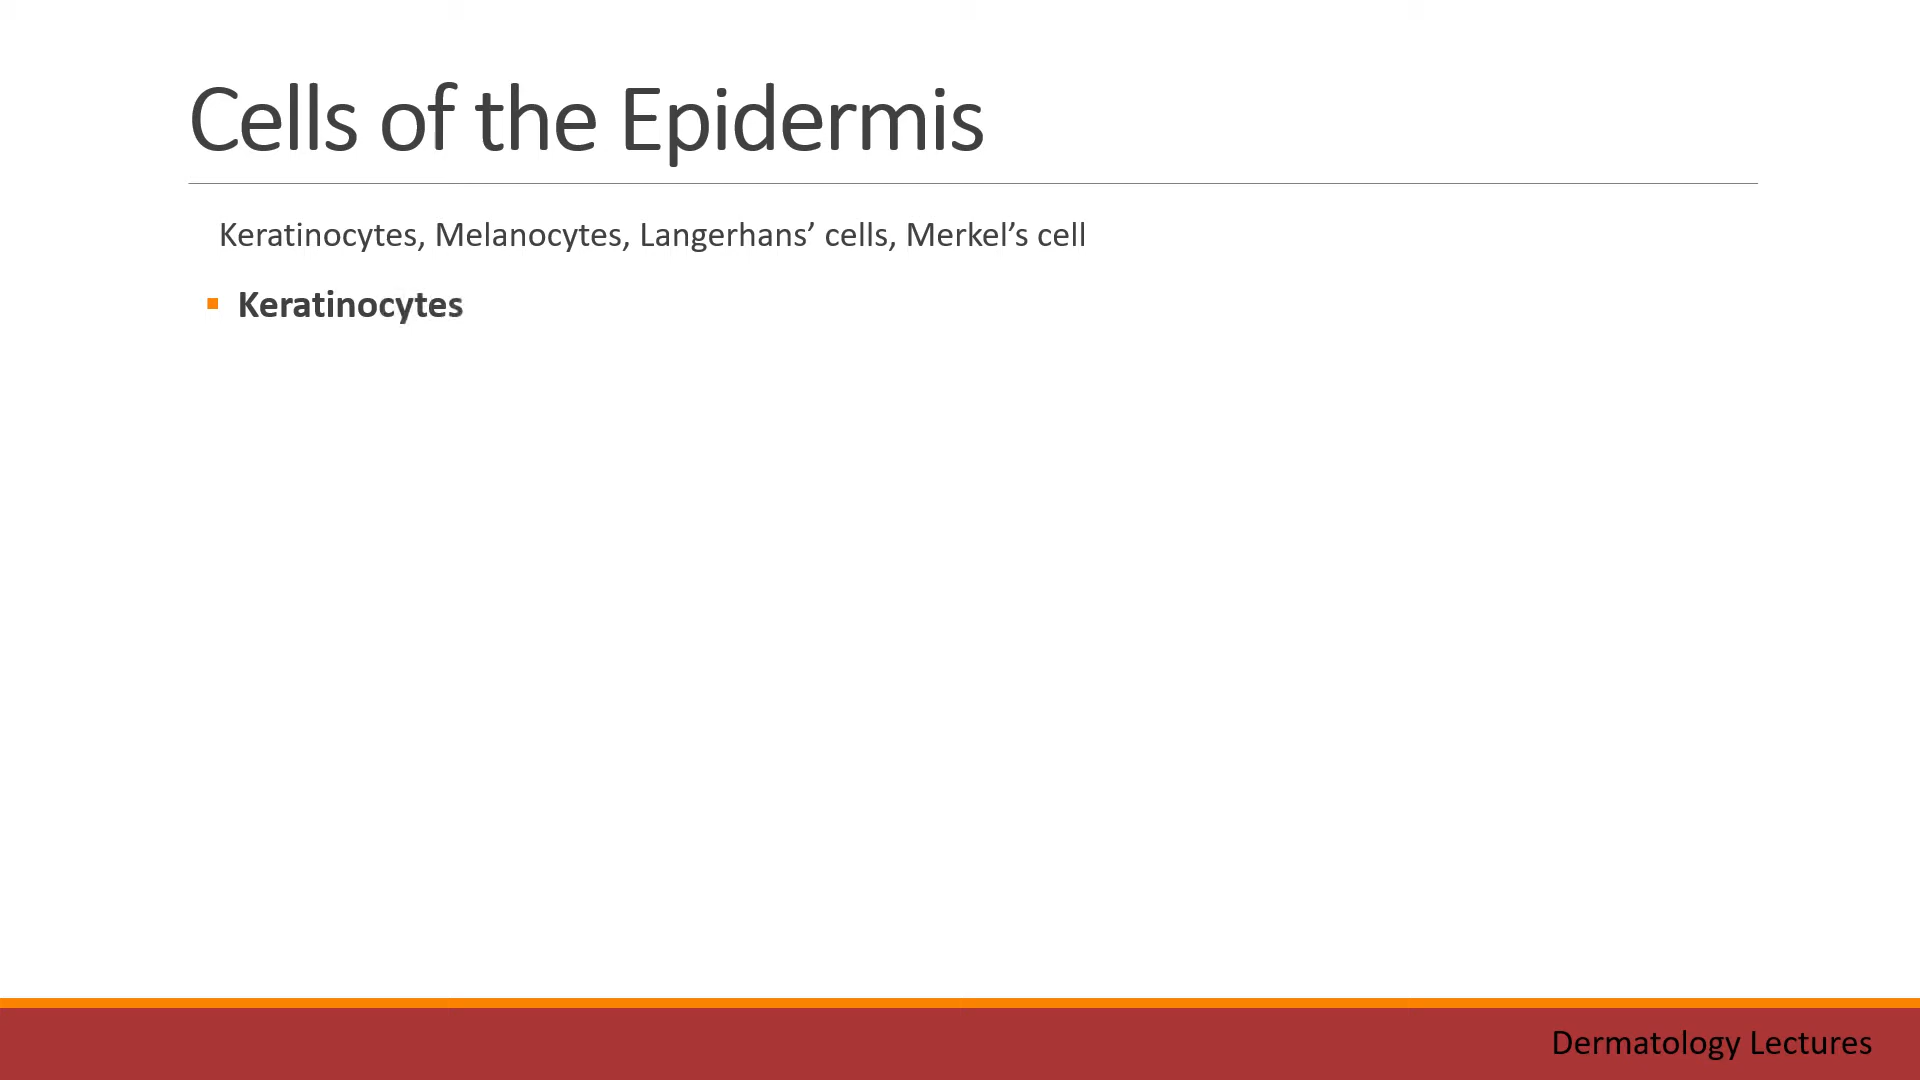 Cells of the Epidermis
Keratinocytes, Melanocytes, Langerhans’ cells, Merkel’s cell
▪ Keratinocytes
Dermatology Lectures